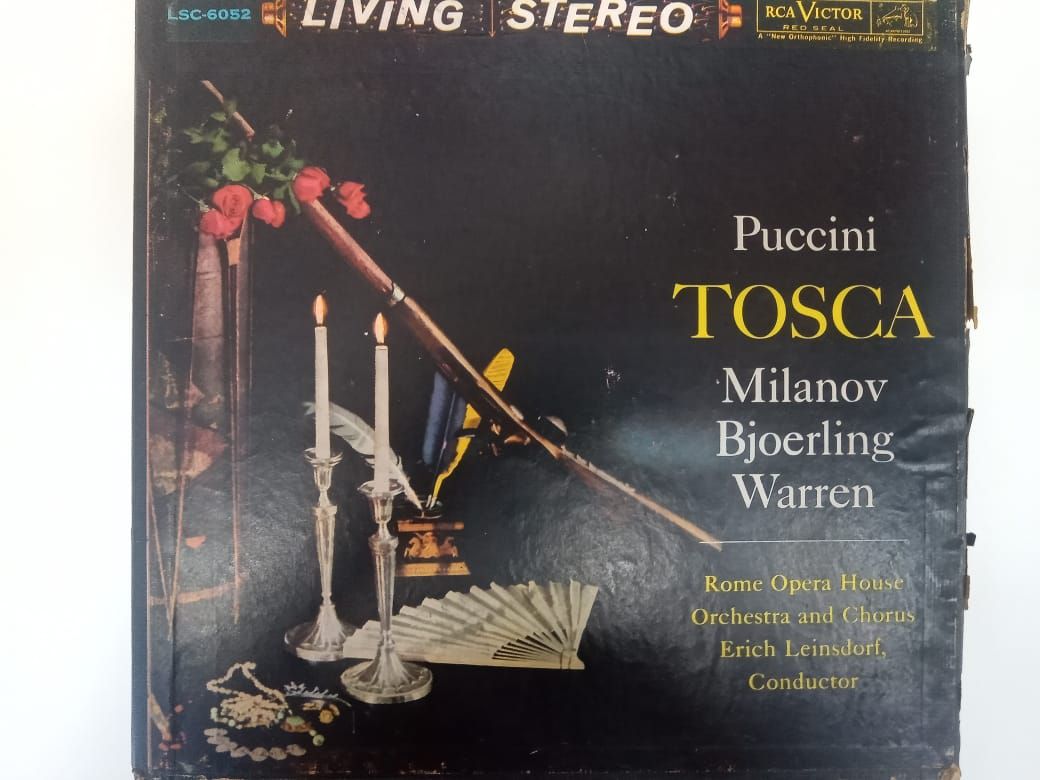 LSC-6052
LIVING STEREO
RCA VICTOR
RED SEAL
A "New Orthophonic" High Fidelity Recording
Puccini
TOSCA
Milanov
Bjoerling
Warren
Rome Opera House
Orchestra and Chorus
Erich Leinsdorf,
Conductor